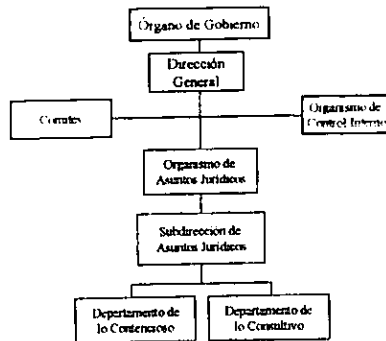 Órgano de Gobierno
Dirección
General
Comites
Organismo de
Control Interno
Organismo de
Asuntos Jurídicos
Subdirección de
Asuntos Jurídicos
Departamento de
lo Contencioso
Departamento de
lo Consultivo